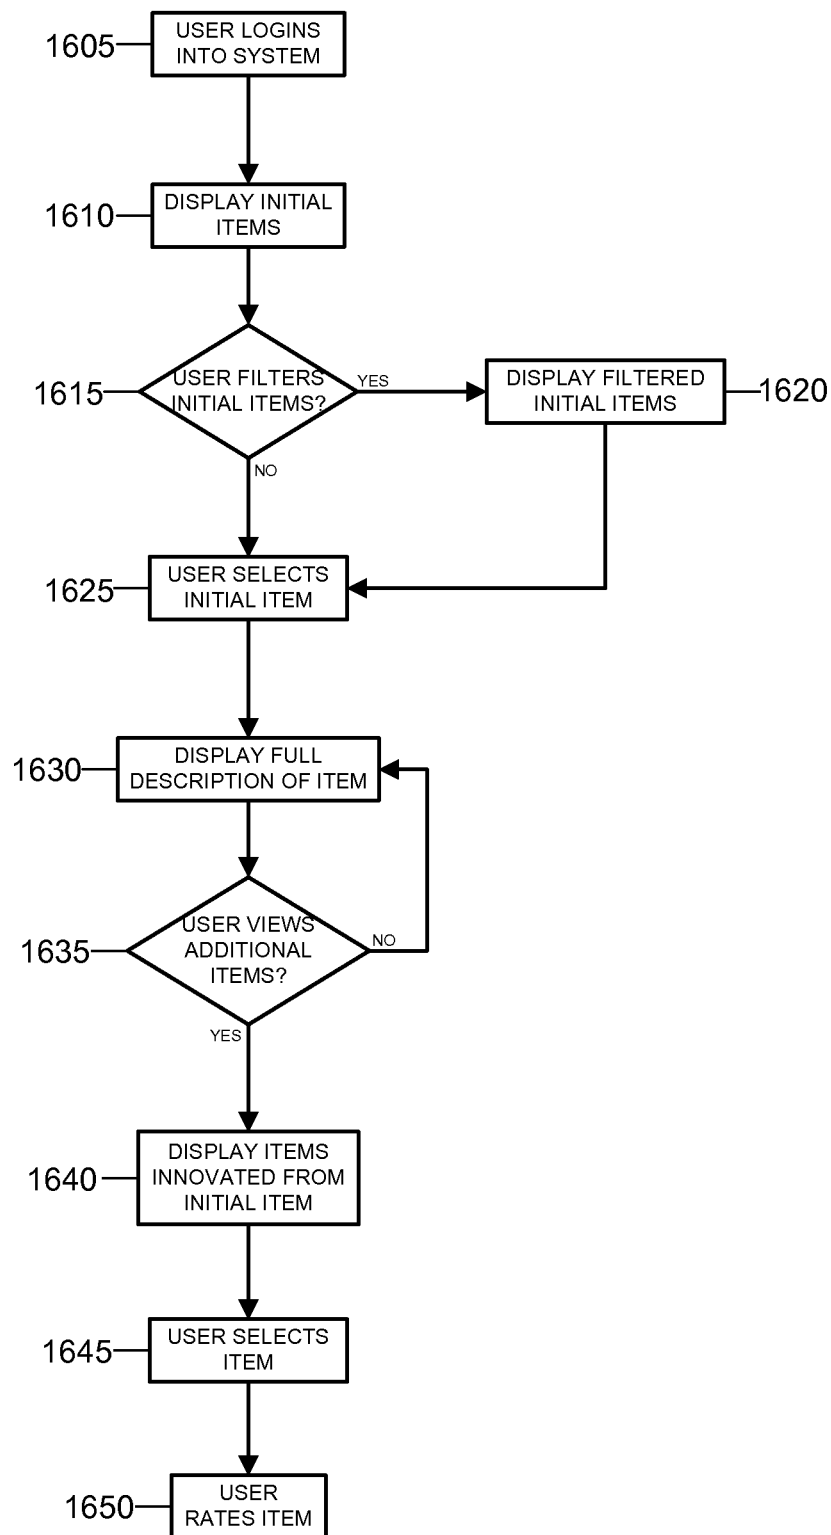 1605
USER LOGINS
INTO SYSTEM
1610
DISPLAY INITIAL
ITEMS
1615
USER FILTERS
INITIAL ITEMS?
YES
DISPLAY FILTERED
INITIAL ITEMS
1620
NO
1625
USER SELECTS
INITIAL ITEM
1630
DISPLAY FULL
DESCRIPTION OF ITEM
1635
USER VIEWS
ADDITIONAL
ITEMS?
NO
YES
1640
DISPLAY ITEMS
INNOVATED FROM
INITIAL ITEM
1645
USER SELECTS
ITEM
1650
USER
RATES ITEM